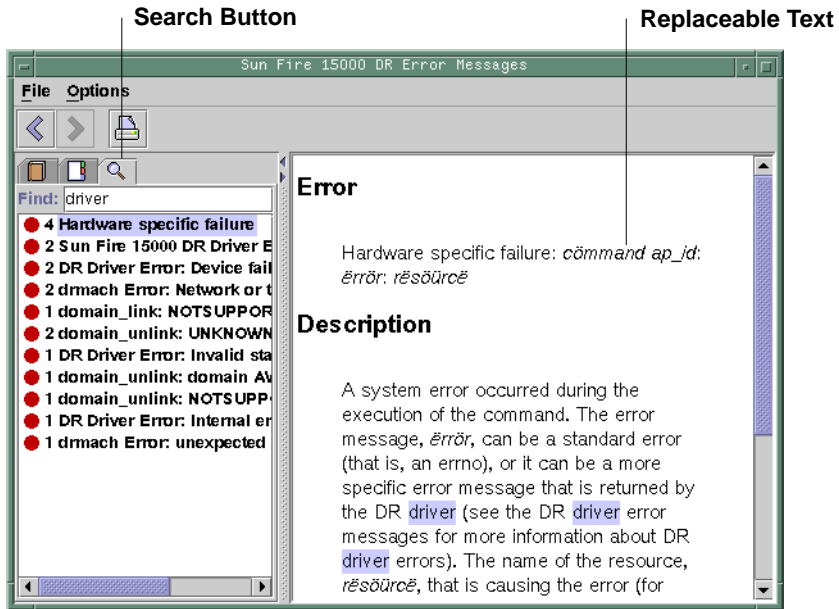 Search Button
Replaceable Text
Sun Fire 15000 DR Error Messages
File Options
Find: driver
4 Hardware specific failure
2 Sun Fire 15000 DR Driver E
2 DR Driver Error: Device fail
2 drmach Error: Network or t
1 domain_link: NOTSUPPOR
2 domain_unlink: UNKNOWN
1 DR Driver Error: Invalid sta
1 domain_unlink: domain AV
1 domain_unlink: NOTSUPP
1 DR Driver Error: Internal er
1 drmach Error: unexpected
Error
Hardware specific failure: cömmand ap_id:
ërrör: rësöürcë
Description
A system error occurred during the
execution of the command. The error
message, ërrör, can be a standard error
(that is, an errno), or it can be a more
specific error message that is returned by
the DR driver (see the DR driver error
messages for more information about DR
driver errors). The name of the resource,
rësöürcë, that is causing the error (for